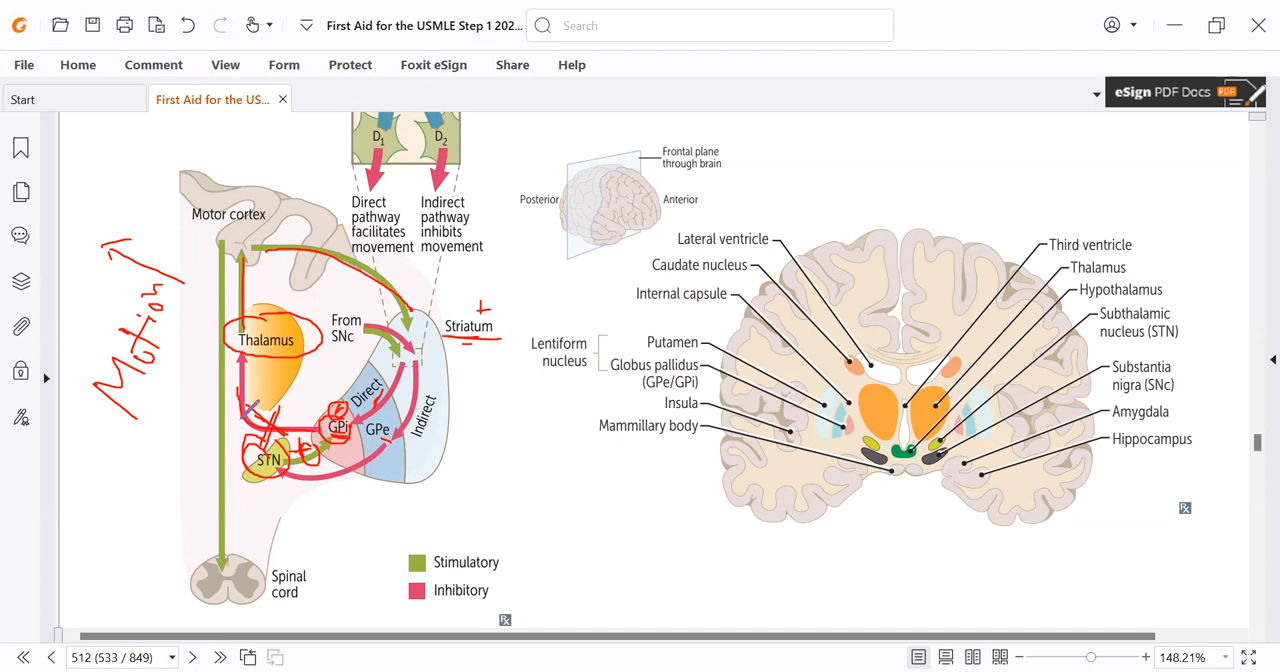 First Aid for the USMLE Step 1 202...
Search
File Home Comment View Form Protect Foxit eSign Share Help
Start
First Aid for the US...
eSign PDF Docs PDF
D1
D2
Direct
pathway
facilitates
movement
Indirect
pathway
inhibits
movement
Motor cortex
Thalamus
From
SNc
Striatum
+
Direct
Indirect
GPi
GPe
STN
Motion
Spinal
cord
Stimulatory
Inhibitory
Rx
Frontal plane
through brain
Posterior
Anterior
Lateral ventricle
Caudate nucleus
Internal capsule
Lentiform
nucleus
Putamen
Globus pallidus
(GPe/GPi)
Insula
Mammillary body
Third ventricle
Thalamus
Hypothalamus
Subthalamic
nucleus (STN)
Substantia
nigra (SNc)
Amygdala
Hippocampus
Rx
512 (533 / 849)
148.21%